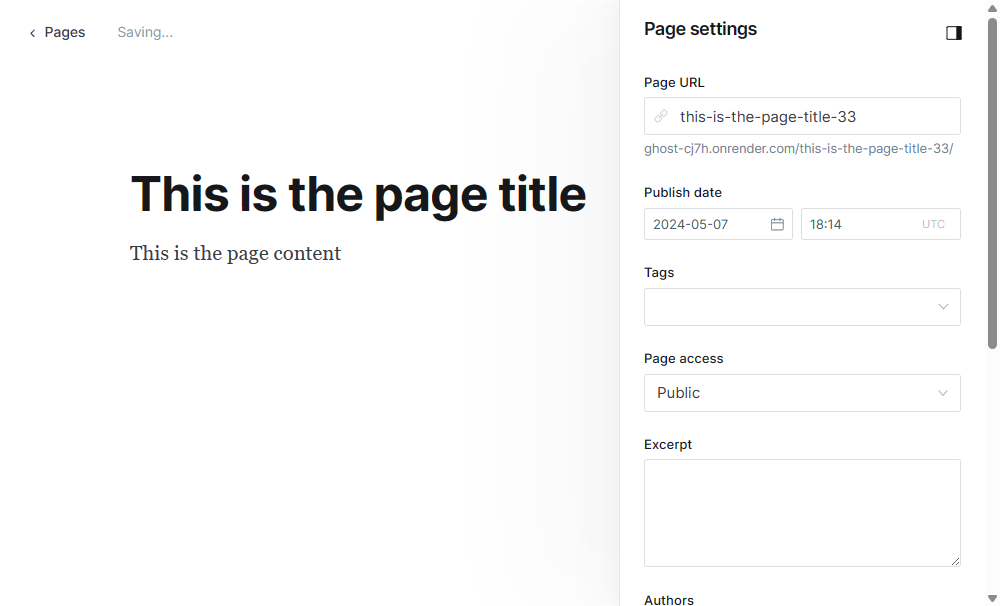 Pages
Saving...
This is the page title
This is the page content
Page settings
Page URL
this-is-the-page-title-33
ghost-cj7h.onrender.com/this-is-the-page-title-33/
Publish date
2024-05-07
18:14 UTC
Tags
Page access
Public
Excerpt
Authors